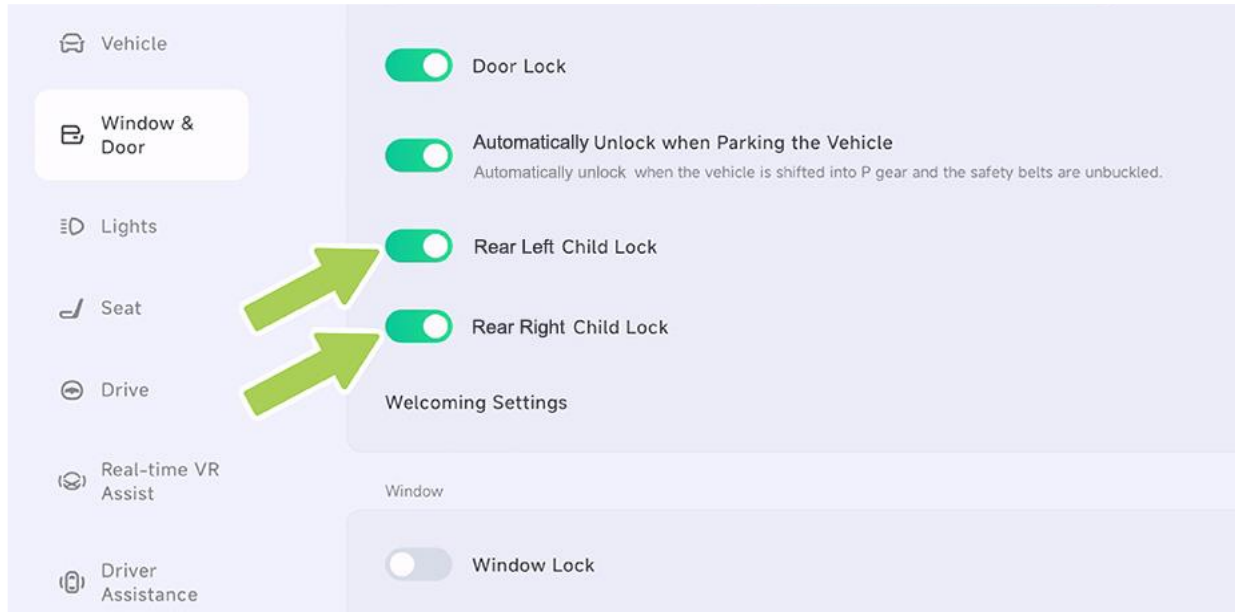 Vehicle
Window &
Door
Lights
Seat
Drive
Real-time VR
Assist
Driver
Assistance
Door Lock
Automatically Unlock when Parking the Vehicle
Automatically unlock when the vehicle is shifted into P gear and the safety belts are unbuckled.
Rear Left Child Lock
Rear Right Child Lock
Welcoming Settings
Window
Window Lock